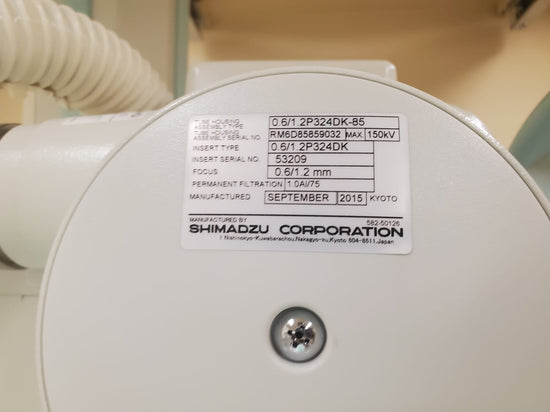 TUBE HOUSING
ASSEMBLY TYPE 0.6/1.2P324DK-85
TUBE HOUSING
ASSEMBLY SERIAL NO. RM6D85859032 MAX. 150kV
INSERT TYPE 0.6/1.2P324DK
INSERT SERIAL NO. 53209
FOCUS 0.6/1.2 mm
PERMANENT FILTRATION 1.0Al/75
MANUFACTURED SEPTEMBER 2015 KYOTO
MANUFACTURED BY 582-50126
SHIMADZU CORPORATION
1 Nishinokyo-Kuwabaracho, Nakagyo-ku, Kyoto 604-8511, Japan